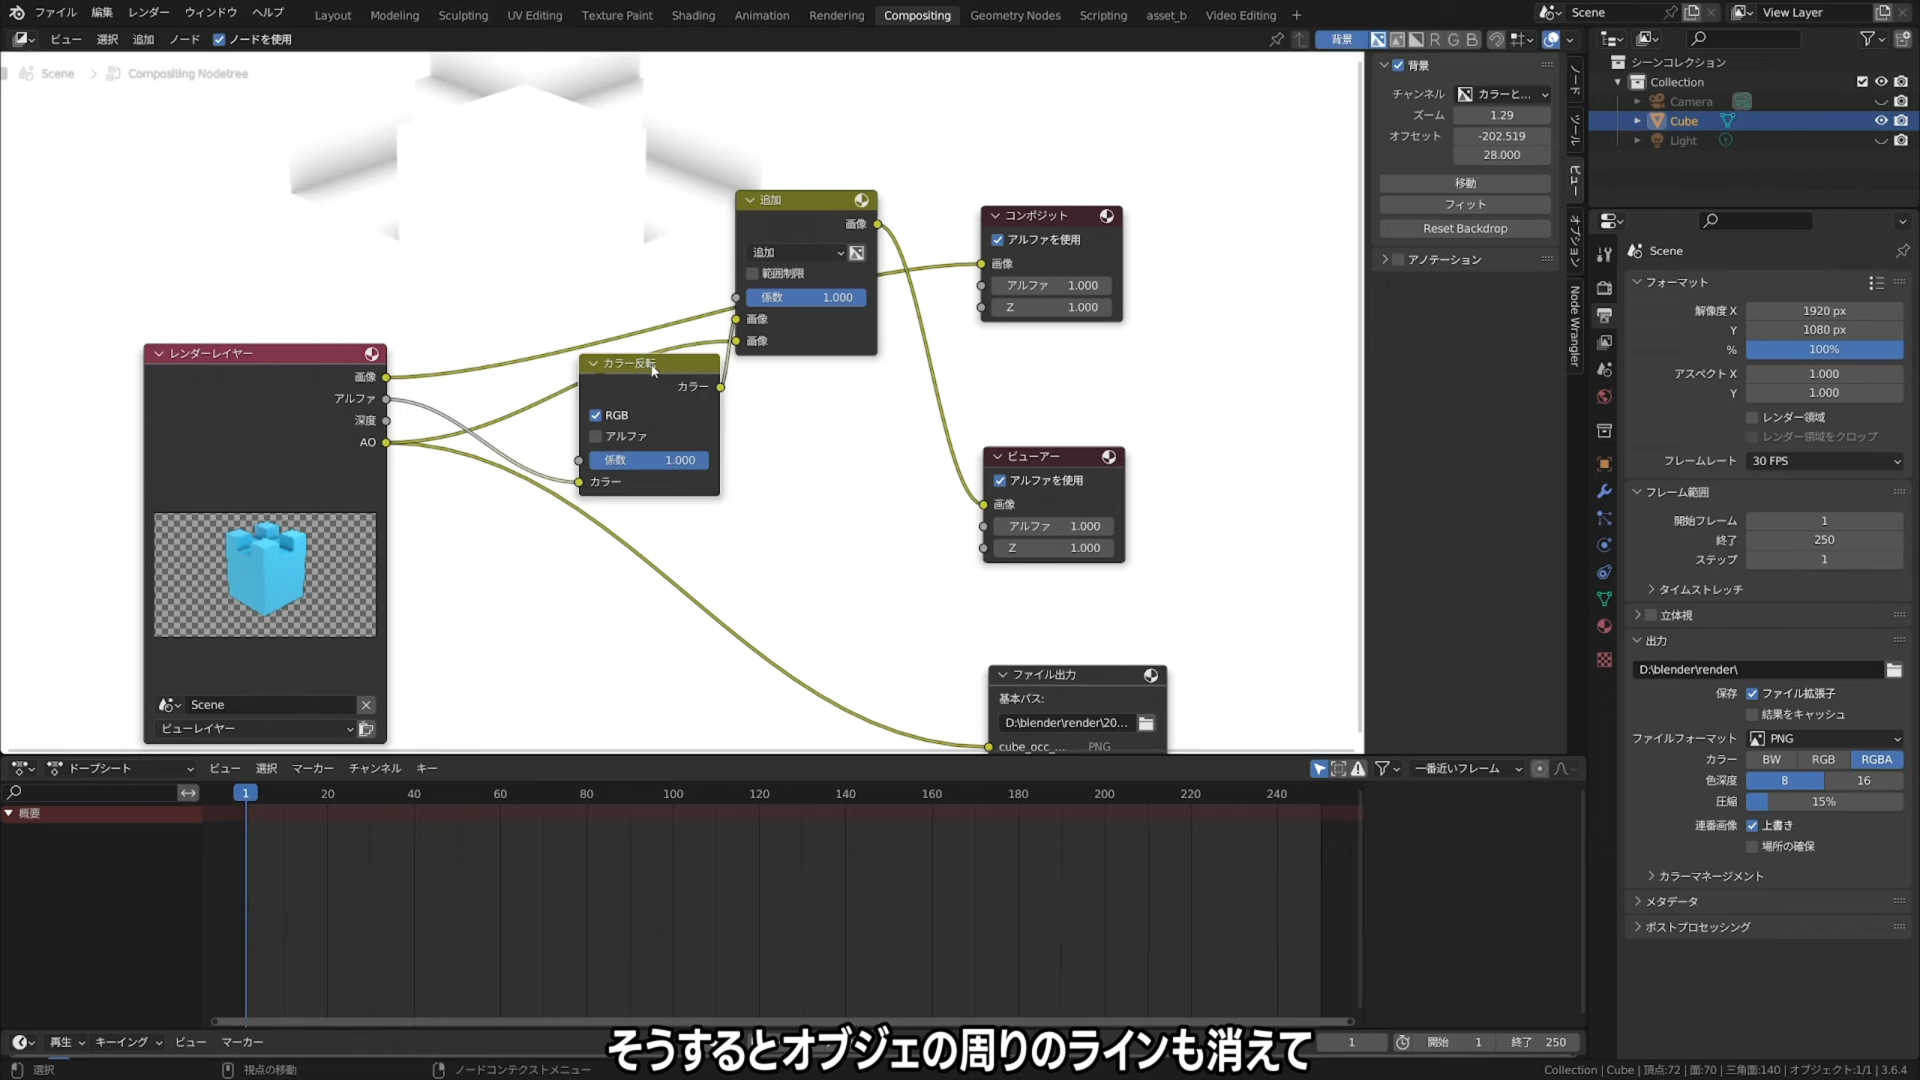 ファイル 編集 レンダー ウィンドウ ヘルプ Layout Modeling Sculpting UV Editing Texture Paint Shading Animation Rendering Compositing Geometry Nodes Scripting asset_b Video Editing + Scene View Layer
ビュー 選択 追加 ノード ノードを使用 背景 R G B
Scene > Compositing Nodetree
追加
画像
追加
範囲制限
係数 1.000
画像
画像
コンポジット
アルファを使用
画像
アルファ 1.000
Z 1.000
レンダーレイヤー
画像
アルファ
深度
AO
Scene
ビューレイヤー
カラー反転
カラー
RGB
アルファ
係数 1.000
カラー
ビューアー
アルファを使用
画像
アルファ 1.000
Z 1.000
ファイル出力
基本パス:
D:\blender\render\20...
cube_occ_... PNG
背景
チャンネル カラーと...
ズーム 1.29
オフセット -202.519
28.000
移動
フィット
Reset Backdrop
アノテーション
ノード
ツール
ビュー
オプション
Node Wrangler
シーンコレクション
Collection
Camera
Cube
Light
Scene
フォーマット
解像度 X 1920 px
Y 1080 px
% 100%
アスペクト X 1.000
Y 1.000
レンダー領域
レンダー領域をクロップ
フレームレート 30 FPS
フレーム範囲
開始フレーム 1
終了 250
ステップ 1
タイムストレッチ
立体視
出力
D:\blender\render\
保存 ファイル拡張子
結果をキャッシュ
ファイルフォーマット PNG
カラー BW RGB RGBA
色深度 8 16
圧縮 15%
連番画像 上書き
場所の確保
カラーマネージメント
メタデータ
ポストプロセッシング
ドープシート ビュー 選択 マーカー チャンネル キー 一番近いフレーム
1 20 40 60 80 100 120 140 160 180 200 220 240
概要
再生 キーイング ビュー マーカー 1 開始 1 終了 250
そうするとオブジェの周りのラインも消えて
選択 視点の移動 ノードコンテクストメニュー Collection | Cube | 頂点:72 | 面:70 | 三角面:140 | オブジェクト:1/1 | 3.6.4